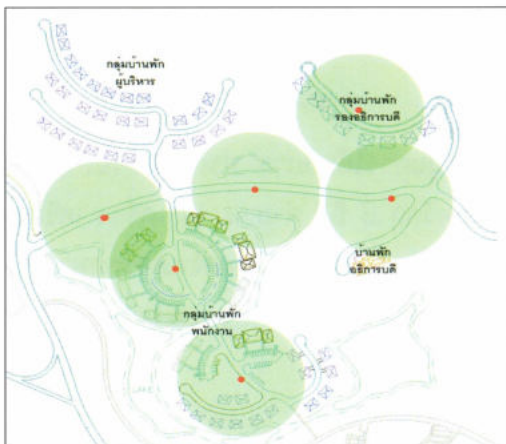 กลุ่มบ้านพัก
ผู้บริหาร
กลุ่มบ้านพัก
รองอธิการบดี
บ้านพัก
อธิการบดี
กลุ่มบ้านพัก
พนักงาน